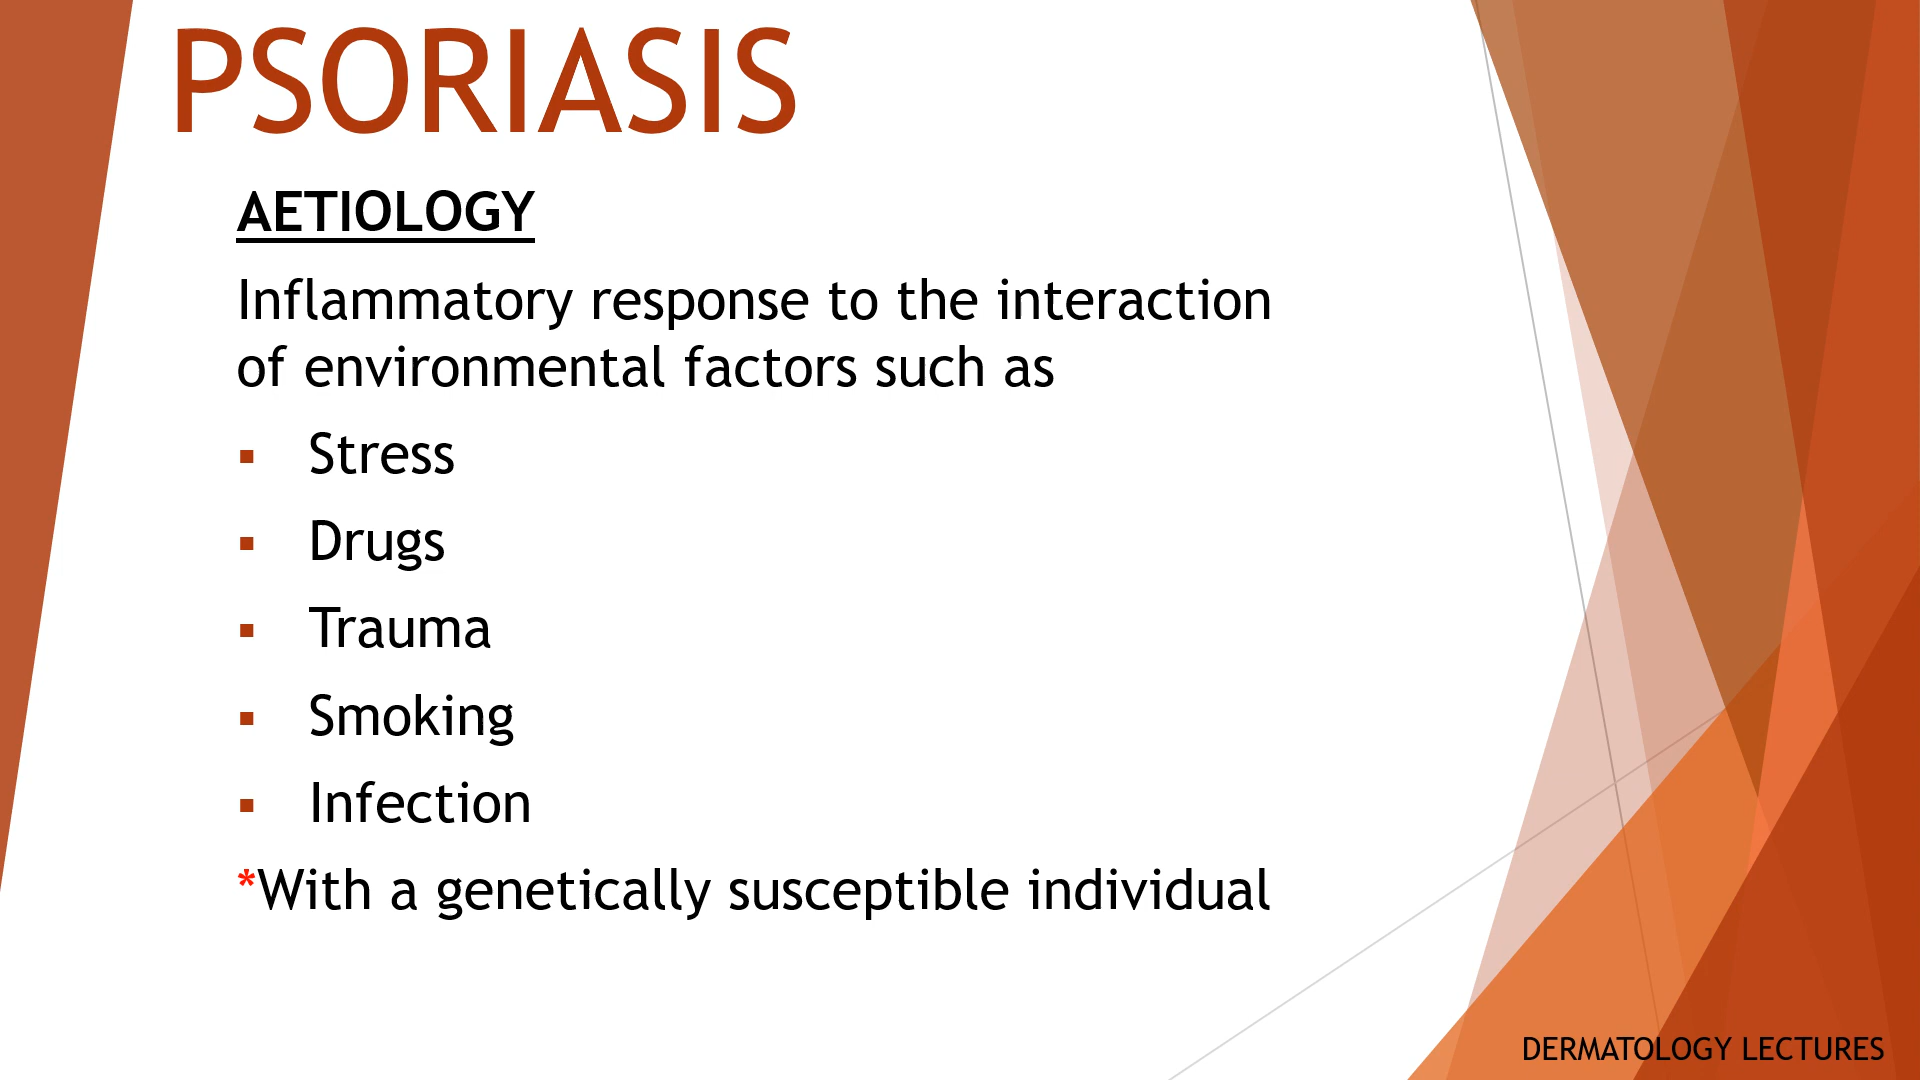 PSORIASIS
AETIOLOGY
Inflammatory response to the interaction
of environmental factors such as
▪ Stress
▪ Drugs
▪ Trauma
▪ Smoking
▪ Infection
*With a genetically susceptible individual
DERMATOLOGY LECTURES